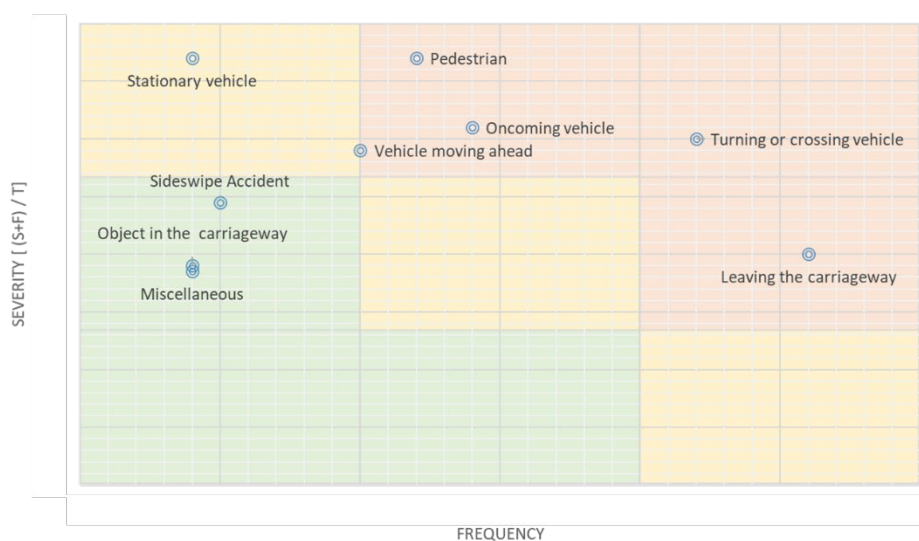 Stationary vehicle
Pedestrian
Oncoming vehicle
Turning or crossing vehicle
Vehicle moving ahead
Sideswipe Accident
Object in the carriageway
Leaving the carriageway
Miscellaneous
SEVERITY [ (S+F) / T]
FREQUENCY